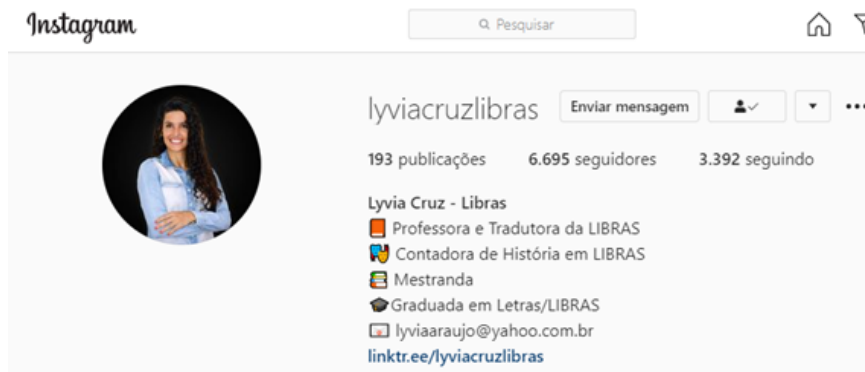 Instagram
Pesquisar
lyviacruzlibras Enviar mensagem
193 publicações 6.695 seguidores 3.392 seguindo
Lyvia Cruz - Libras
Professora e Tradutora da LIBRAS
Contadora de História em LIBRAS
Mestranda
Graduada em Letras/LIBRAS
lyviaaraujo@yahoo.com.br
linktr.ee/lyviacruzlibras